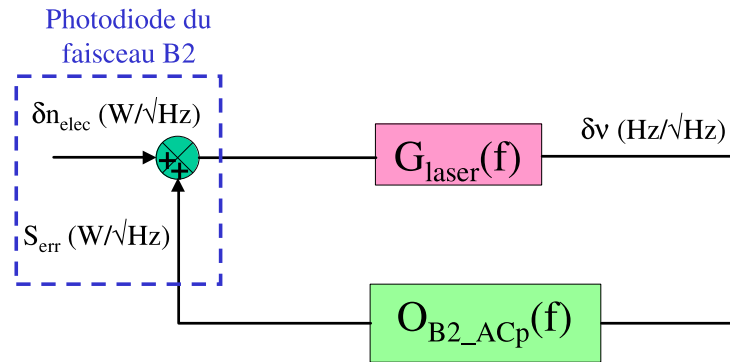 Photodiode du
faisceau B2
δn_elec (W/√Hz)
δν (Hz/√Hz)
+
+
G_laser(f)
S_err (W/√Hz)
O_B2_ACp(f)